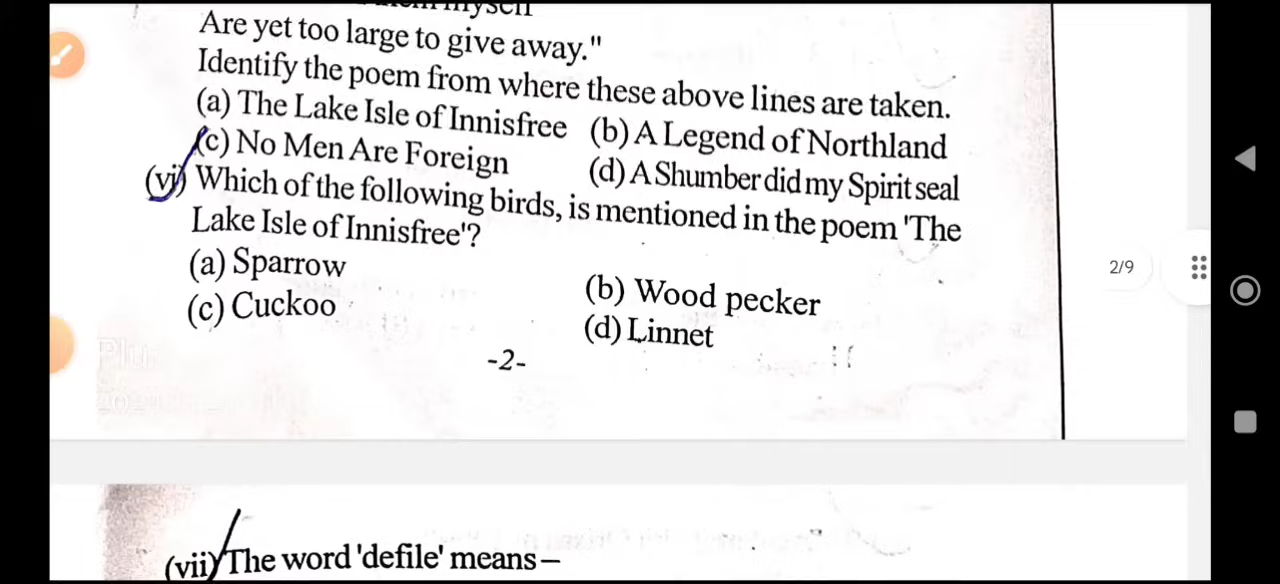 Are yet too large to give away."
Identify the poem from where these above lines are taken.
(a) The Lake Isle of Innisfree (b) A Legend of Northland
(c) No Men Are Foreign (d) A Shumber did my Spirit seal
(vi) Which of the following birds, is mentioned in the poem 'The
Lake Isle of Innisfree'?
(a) Sparrow (b) Wood pecker
(c) Cuckoo (d) Linnet
-2-
2/9
(vii) The word 'defile' means –